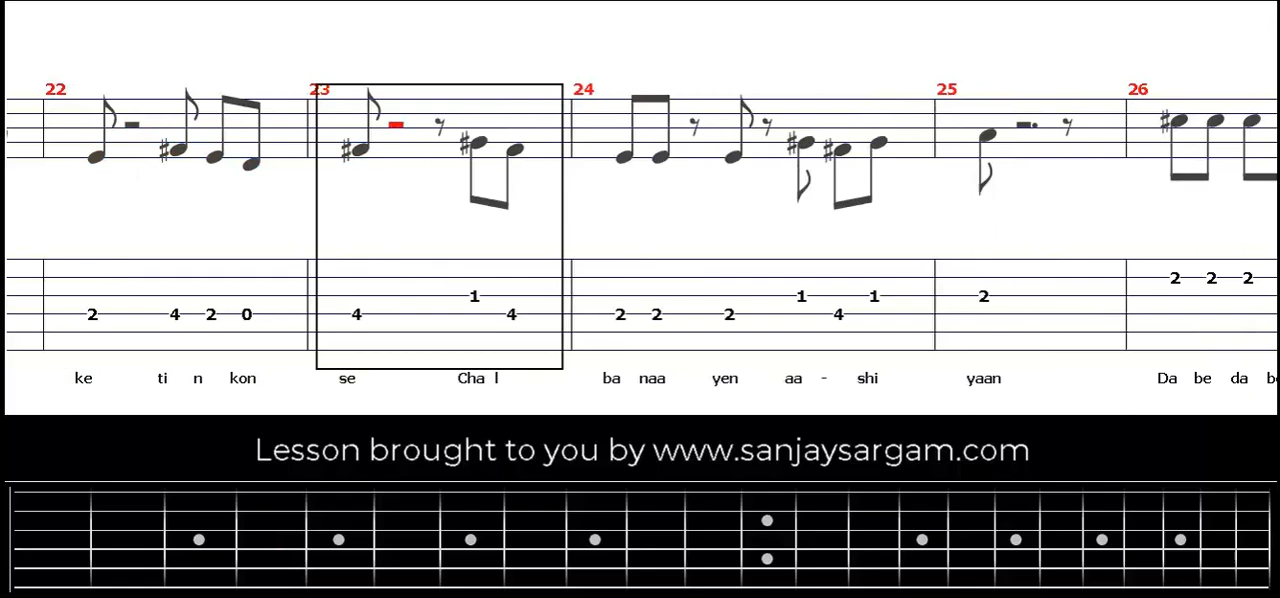 22 23 24 25 26
2 2 2
1 1 1 2
2 4 2 0 4 4 2 2 2 4
ke ti n kon se Cha l ba naa yen aa - shi yaan Da be da
Lesson brought to you by www.sanjaysargam.com